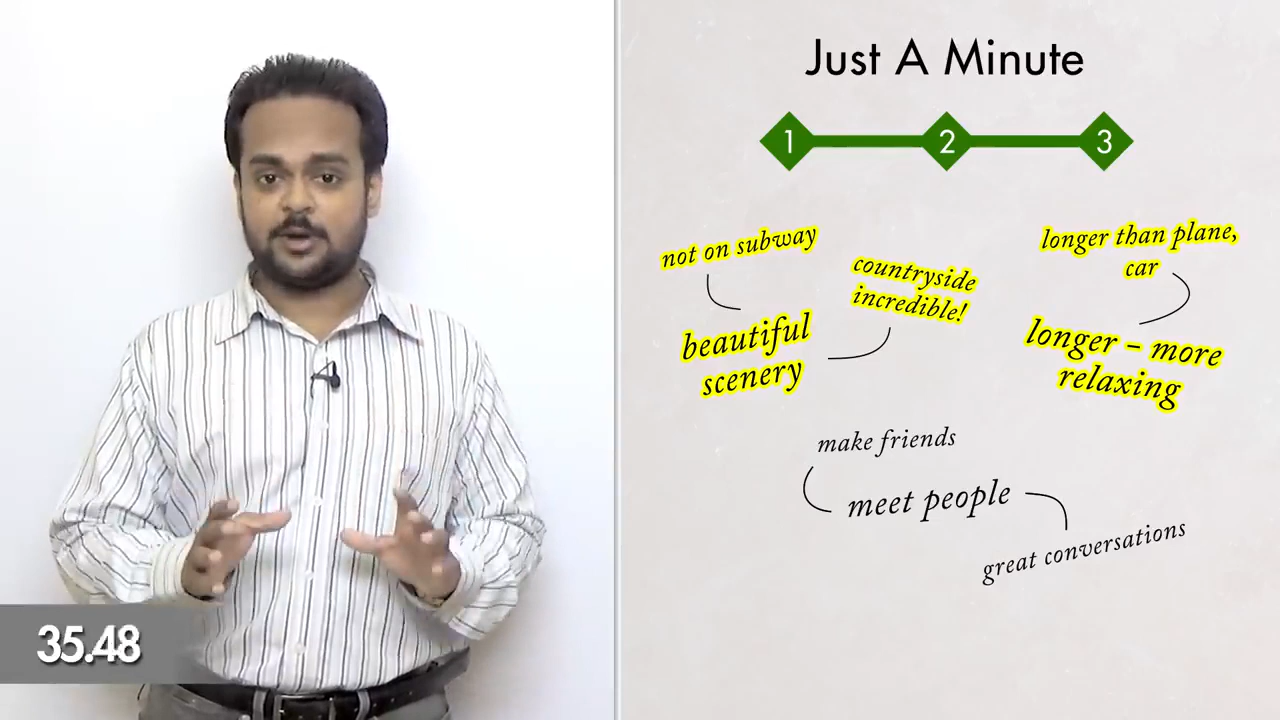 Just A Minute
1 2 3
not on subway
countryside
incredible!
beautiful
scenery
longer than plane,
car
longer – more
relaxing
make friends
meet people
great conversations
35.48